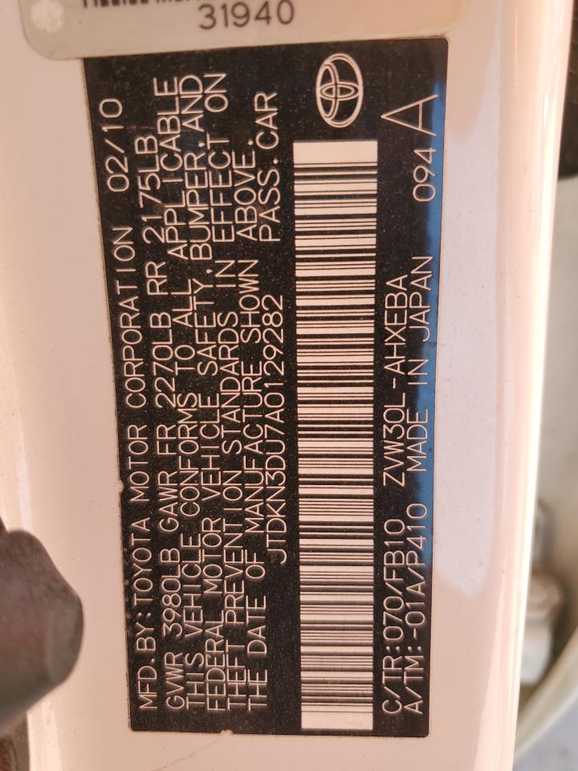 31940
MFD. BY: TOYOTA MOTOR CORPORATION 02/10
GVWR 3980LB GAWR FR 2270LB RR 2175LB
THIS VEHICLE CONFORMS TO ALL APPLICABLE
FEDERAL MOTOR VEHICLE SAFETY, BUMPER, AND
THEFT PREVENTION STANDARDS IN EFFECT ON
THE DATE OF MANUFACTURE SHOWN ABOVE.
JTDKN3DU7A0129282 PASS. CAR
C/TR: 070/FB10 ZVW30L-AHXEBA 094 A
A/TM: -01A/P410 MADE IN JAPAN